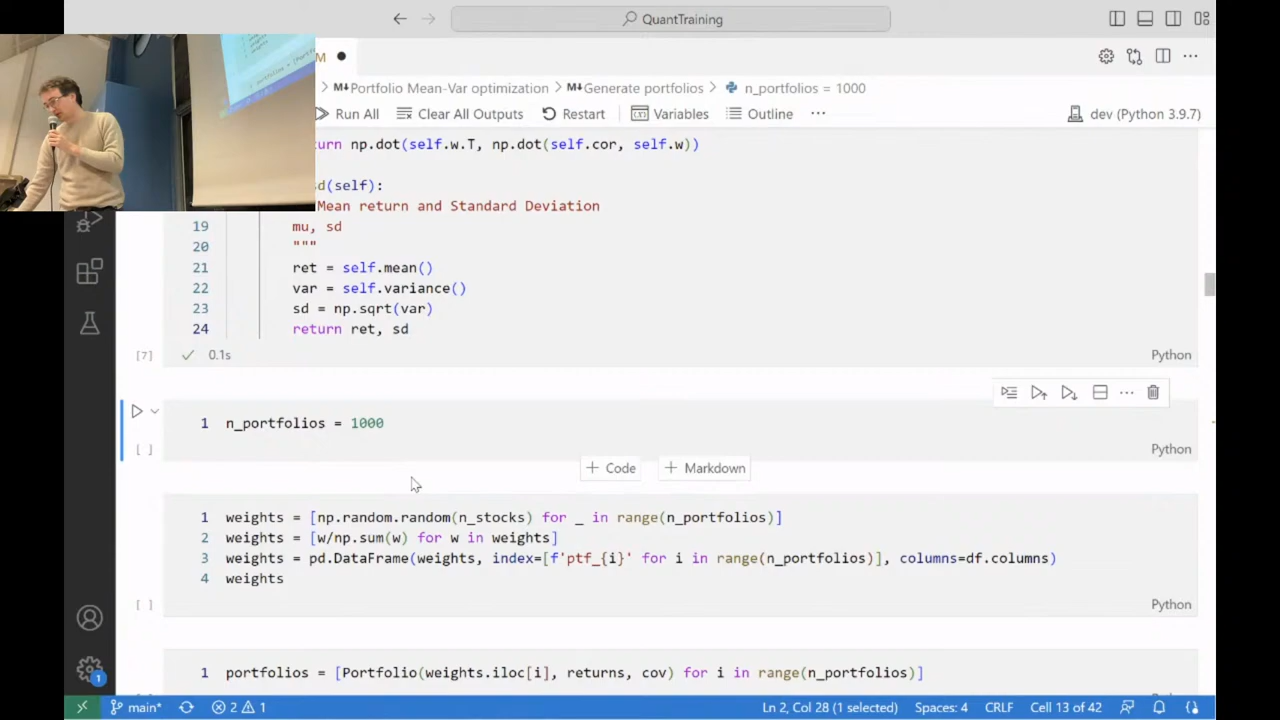 QuantTraining
M
Portfolio Mean-Var optimization > Generate portfolios > n_portfolios = 1000
Run All Clear All Outputs Restart Variables Outline ... dev (Python 3.9.7)
urn np.dot(self.w.T, np.dot(self.cor, self.w))
sd(self):
Mean return and Standard Deviation
19 mu, sd
20 """
21 ret = self.mean()
22 var = self.variance()
23 sd = np.sqrt(var)
24 return ret, sd
[7] 0.1s Python
1 n_portfolios = 1000
[ ] Python
+ Code + Markdown
1 weights = [np.random.random(n_stocks) for _ in range(n_portfolios)]
2 weights = [w/np.sum(w) for w in weights]
3 weights = pd.DataFrame(weights, index=[f'ptf_{i}' for i in range(n_portfolios)], columns=df.columns)
4 weights
[ ] Python
1 portfolios = [Portfolio(weights.iloc[i], returns, cov) for i in range(n_portfolios)]
1 main* 2 1 Ln 2, Col 28 (1 selected) Spaces: 4 CRLF Cell 13 of 42